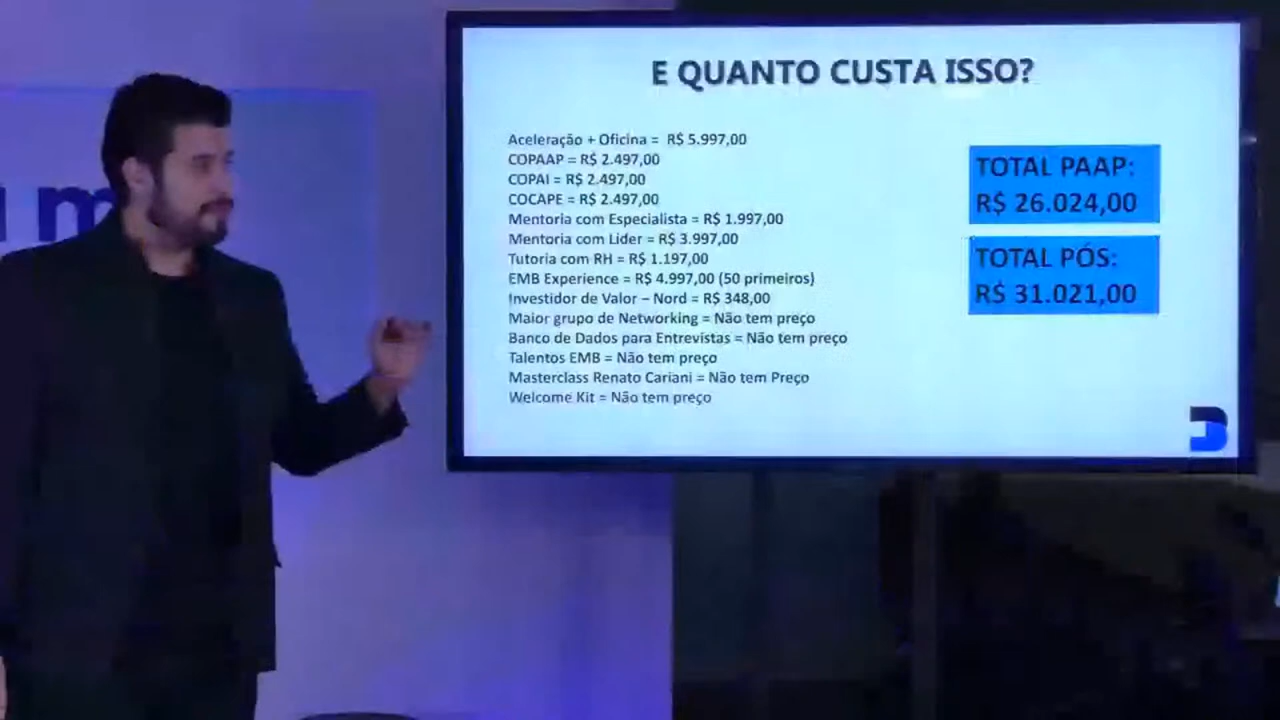 E QUANTO CUSTA ISSO?
Aceleração + Oficina = R$ 5.997,00
COPAAP = R$ 2.497,00
COPAI = R$ 2.497,00
COCAPE = R$ 2.497,00
Mentoria com Especialista = R$ 1.997,00
Mentoria com Lider = R$ 3.997,00
Tutoria com RH = R$ 1.197,00
EMB Experience = R$ 4.997,00 (50 primeiros)
Investidor de Valor – Nord = R$ 348,00
Maior grupo de Networking = Não tem preço
Banco de Dados para Entrevistas = Não tem preço
Talentos EMB = Não tem preço
Masterclass Renato Cariani = Não tem Preço
Welcome Kit = Não tem preço
TOTAL PAAP:
R$ 26.024,00
TOTAL PÓS:
R$ 31.021,00